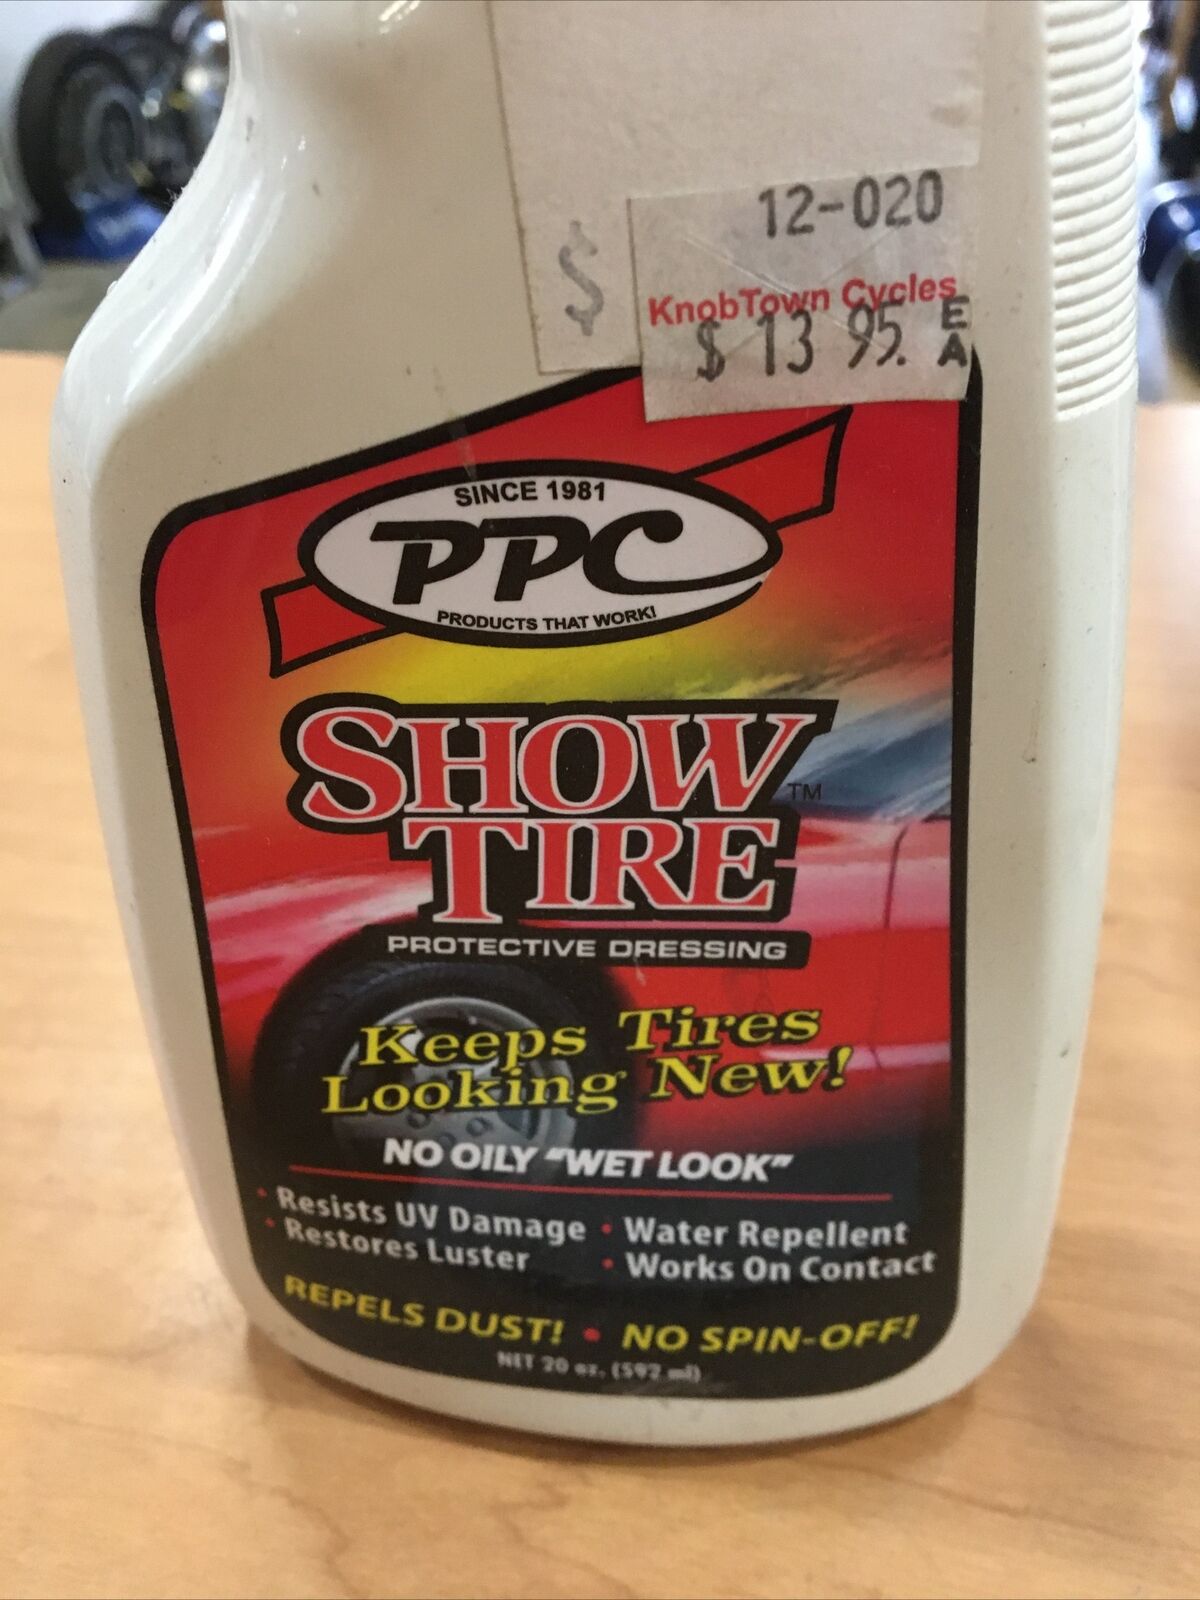 $
12-020
KnobTown Cycles
$ 13 95. EA
SINCE 1981
PPC
PRODUCTS THAT WORK!
SHOW
TIRE ™
PROTECTIVE DRESSING
Keeps Tires
Looking New!
NO OILY "WET LOOK"
• Resists UV Damage • Water Repellent
• Restores Luster • Works On Contact
REPELS DUST! • NO SPIN-OFF!
NET 20 oz. (592 ml)